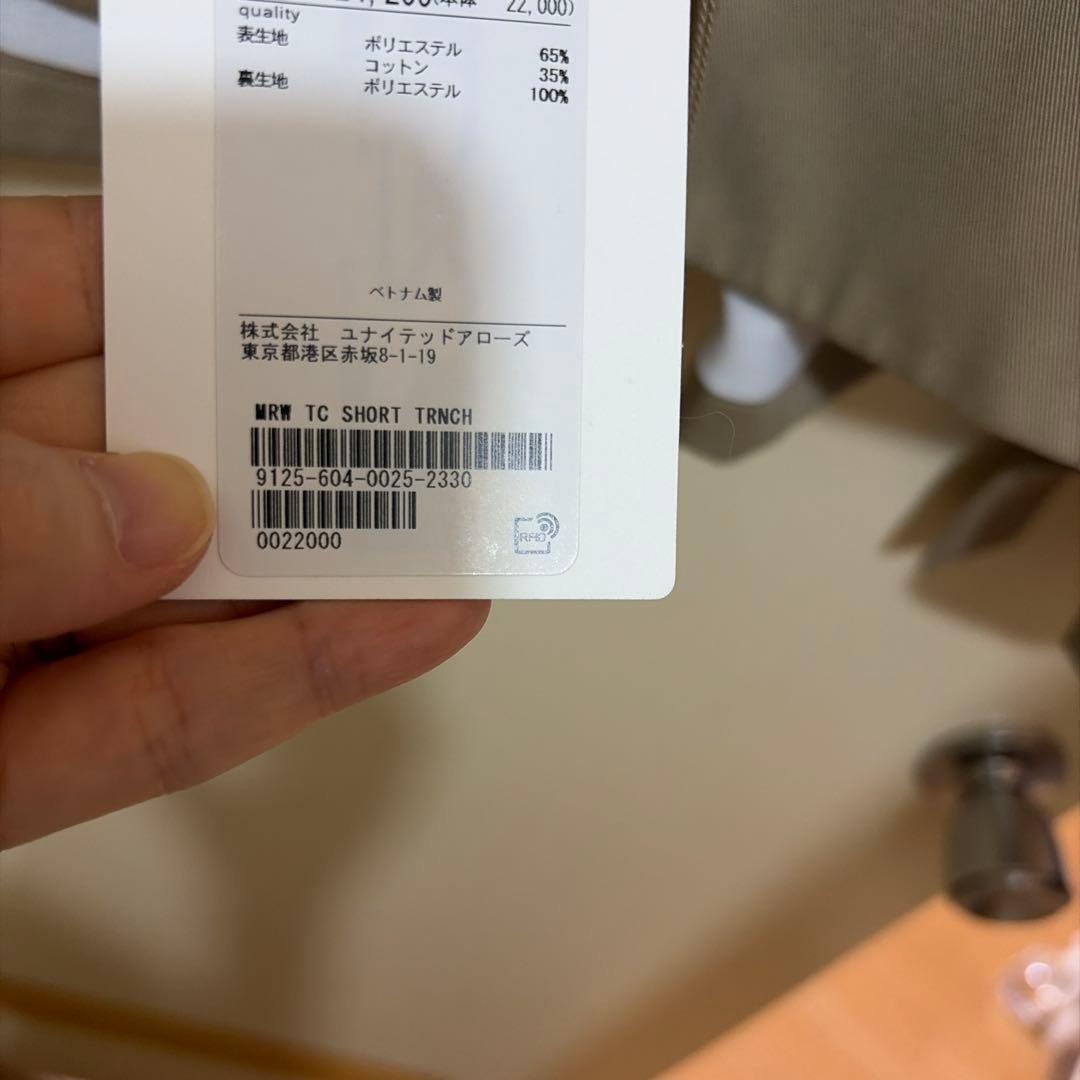 22,000)
quality
表生地 ポリエステル 65%
コットン 35%
裏生地 ポリエステル 100%
ベトナム製
株式会社 ユナイテッドアローズ
東京都港区赤坂8-1-19
MRW TC SHORT TRNCH
9125-604-0025-2330
0022000
RFID